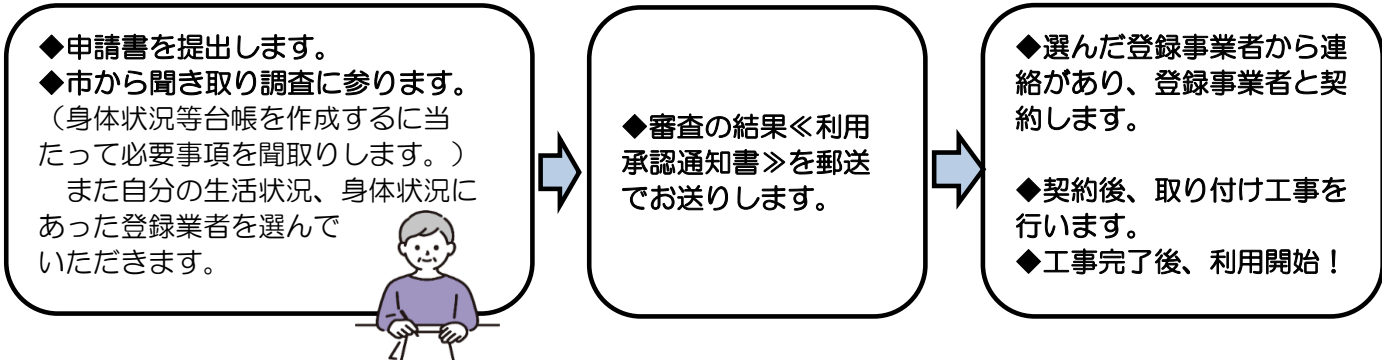 ◆申請書を提出します。
◆市から聞き取り調査に参ります。
（身体状況等台帳を作成するに当
たって必要事項を聞取りします。）
　また自分の生活状況、身体状況に
あった登録業者を選んで
いただきます。
◆審査の結果≪利用
承認通知書≫を郵送
でお送りします。
◆選んだ登録事業者から連
絡があり、登録事業者と契
約します。
◆契約後、取り付け工事を
行います。
◆工事完了後、利用開始！